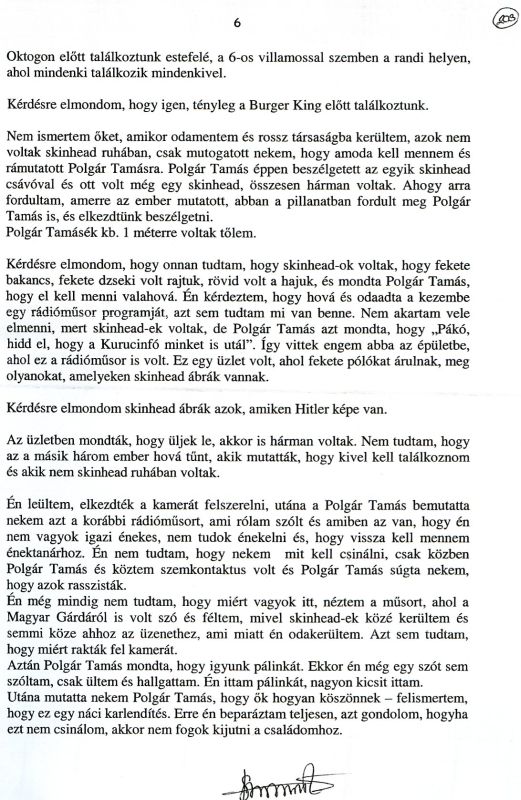 6
203
Oktogon előtt találkoztunk estefelé, a 6-os villamossal szemben a randi helyen,
ahol mindenki találkozik mindenkivel.
Kérdésre elmondom, hogy igen, tényleg a Burger King előtt találkoztunk.
Nem ismertem őket, amikor odamentem és rossz társaságba kerültem, azok nem
voltak skinhead ruhában, csak mutogatott nekem, hogy amoda kell mennem és
rámutatott Polgár Tamásra. Polgár Tamás éppen beszélgetett az egyik skinhead
csávóval és ott volt még egy skinhead, összesen hárman voltak. Ahogy arra
fordultam, amerre az ember mutatott, abban a pillanatban fordult meg Polgár
Tamás is, és elkezdtünk beszélgetni.
Polgár Tamásék kb. 1 méterre voltak tőlem.
Kérdésre elmondom, hogy onnan tudtam, hogy skinhead-ok voltak, hogy fekete
bakancs, fekete dzseki volt rajtuk, rövid volt a hajuk, és mondta Polgár Tamás,
hogy el kell menni valahová. Én kérdeztem, hogy hová és odaadta a kezembe
egy rádióműsor programját, azt sem tudtam mi van benne. Nem akartam vele
elmenni, mert skinhead-ek voltak, de Polgár Tamás azt mondta, hogy „Pákó,
hidd el, hogy a Kurucinfó minket is utál”. Így vittek engem abba az épületbe,
ahol ez a rádióműsor is volt. Ez egy üzlet volt, ahol fekete pólókat árulnak, meg
olyanokat, amelyeken skinhead ábrák vannak.
Kérdésre elmondom skinhead ábrák azok, amiken Hitler képe van.
Az üzletben mondták, hogy üljek le, akkor is hárman voltak. Nem tudtam, hogy
az a másik három ember hová tűnt, akik mutatták, hogy kivel kell találkoznom
és akik nem skinhead ruhában voltak.
Én leültem, elkezdték a kamerát felszerelni, utána a Polgár Tamás bemutatta
nekem azt a korábbi rádióműsort, ami rólam szólt és amiben az van, hogy én
nem vagyok igazi énekes, nem tudok énekelni és, hogy vissza kell mennem
énektanárhoz. Én nem tudtam, hogy nekem mit kell csinálni, csak közben
Polgár Tamás és köztem szemkontaktus volt és Polgár Tamás súgta nekem,
hogy azok rasszisták.
Én még mindig nem tudtam, hogy miért vagyok itt, néztem a műsort, ahol a
Magyar Gárdáról is volt szó és féltem, mivel skinhead-ek közé kerültem és
semmi köze ahhoz az üzenethez, ami miatt én odakerültem. Azt sem tudtam,
hogy miért rakták fel kamerát.
Aztán Polgár Tamás mondta, hogy igyunk pálinkát. Ekkor én még egy szót sem
szóltam, csak ültem és hallgattam. Én ittam pálinkát, nagyon kicsit ittam.
Utána mutatta nekem Polgár Tamás, hogy ők hogyan köszönnek – felismertem,
hogy ez egy náci karlendítés. Erre én beparáztam teljesen, azt gondolom, hogyha
ezt nem csinálom, akkor nem fogok kijutni a családomhoz.